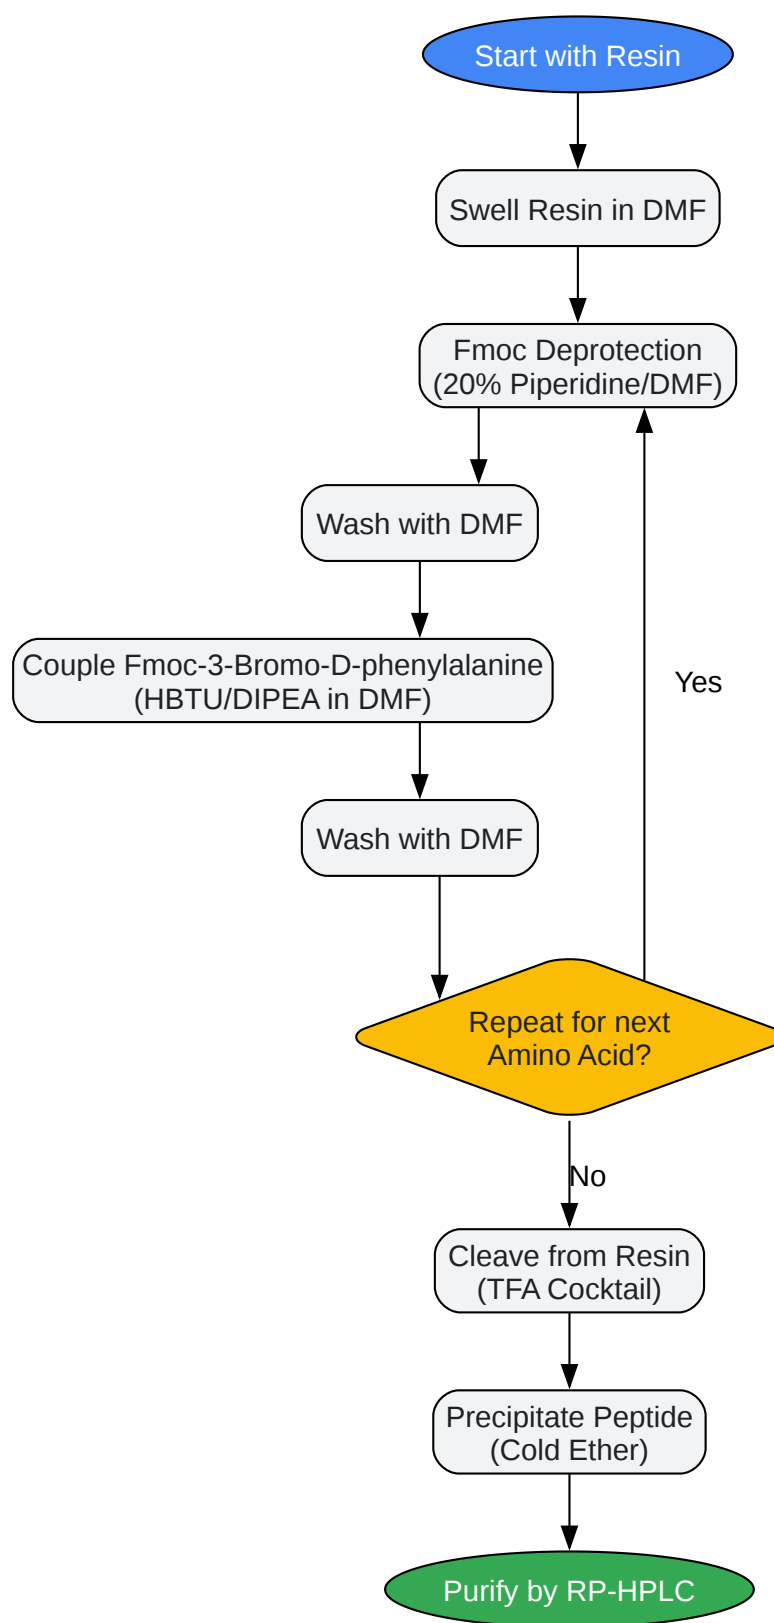 Start with Resin
Swell Resin in DMF
Fmoc Deprotection
(20% Piperidine/DMF)
Wash with DMF
Couple Fmoc-3-Bromo-D-phenylalanine
(HBTU/DIPEA in DMF)
Yes
Wash with DMF
Repeat for next
Amino Acid?
No
Cleave from Resin
(TFA Cocktail)
Precipitate Peptide
(Cold Ether)
Purify by RP-HPLC